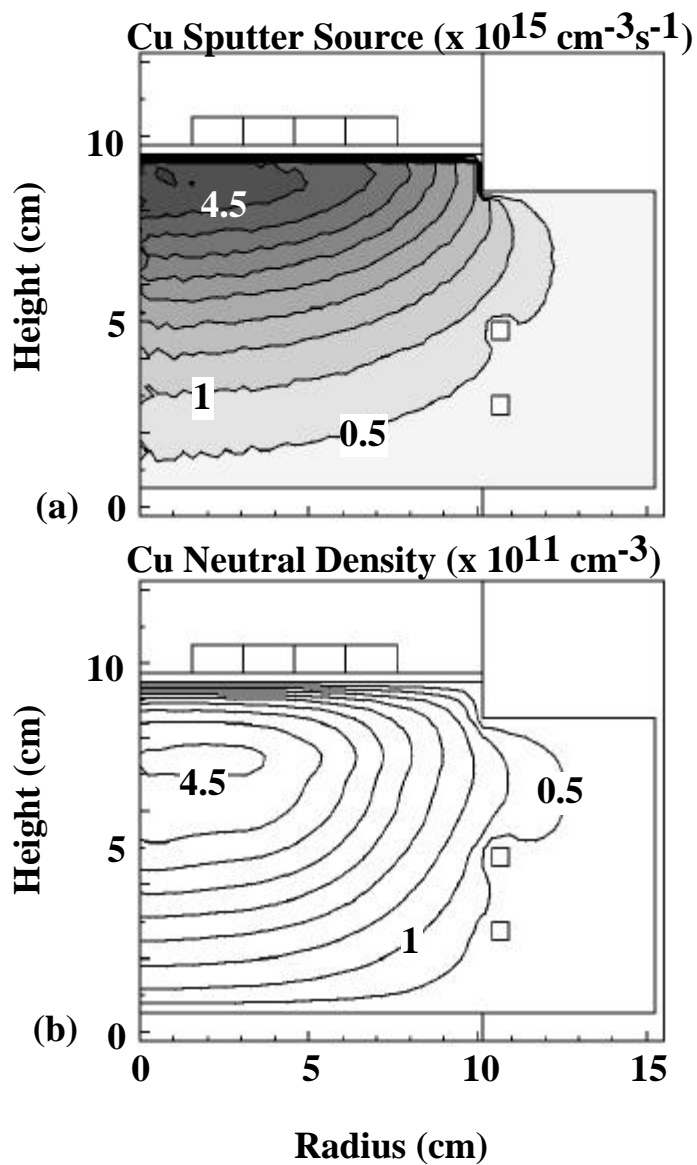 Cu Sputter Source (x 10^15 cm^-3s^-1)
10
4.5
Height (cm)
5
1
0.5
(a)
0
Cu Neutral Density (x 10^11 cm^-3)
10
4.5
0.5
Height (cm)
5
1
(b)
0
0 5 10 15
Radius (cm)